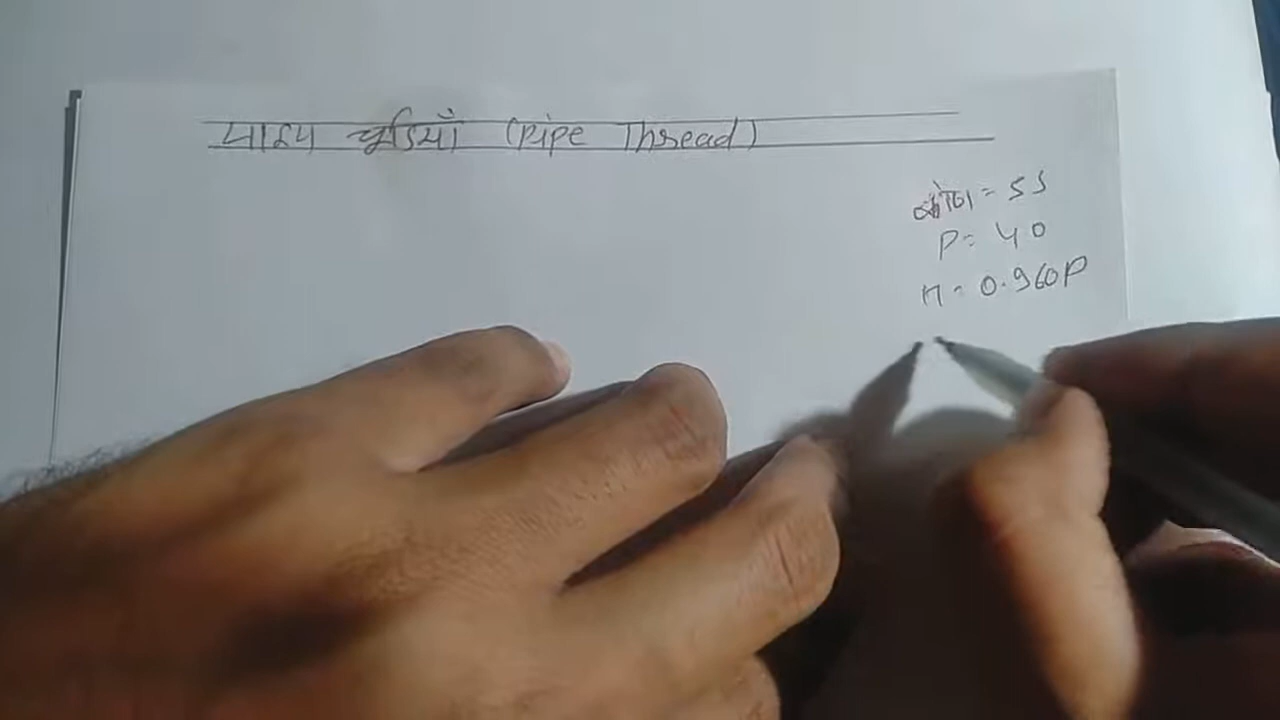 पाइप चूड़ियाँ (Pipe Thread)
कोण = 55
P = 40
H = 0.960P